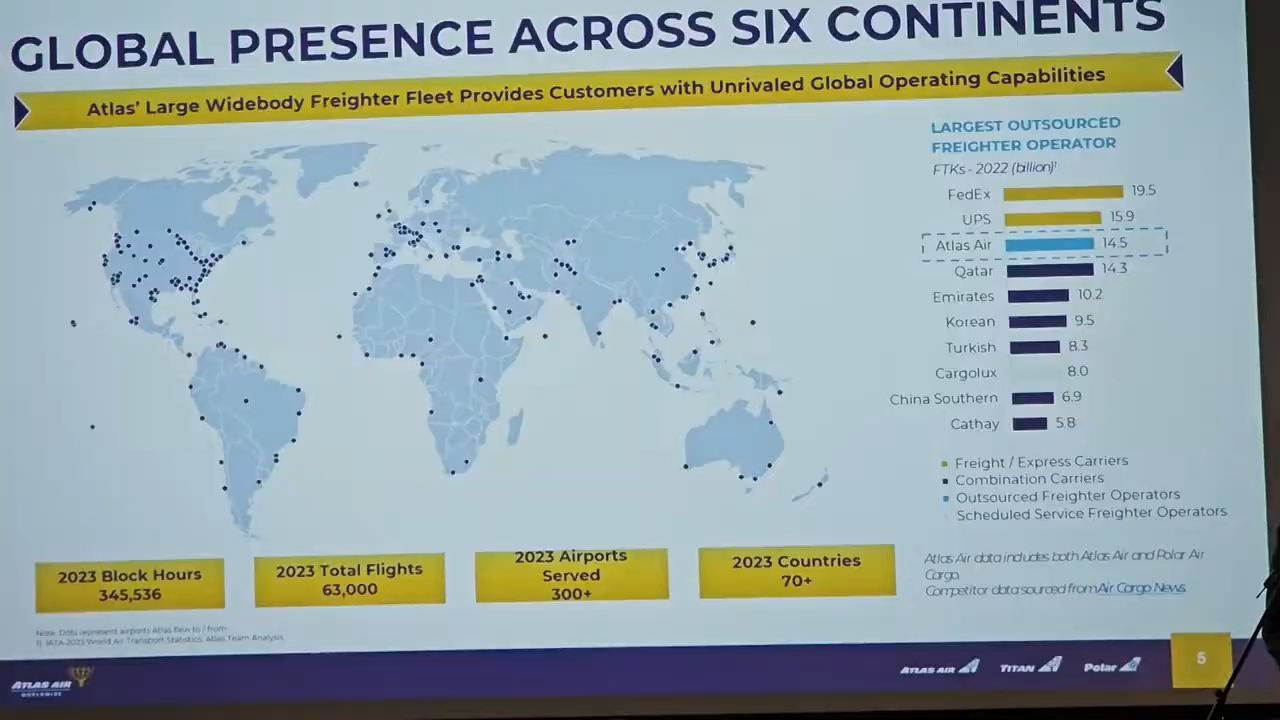 GLOBAL PRESENCE ACROSS SIX CONTINENTS
Atlas' Large Widebody Freighter Fleet Provides Customers with Unrivaled Global Operating Capabilities
LARGEST OUTSOURCED
FREIGHTER OPERATOR
FTKs - 2022 (billion)¹
FedEx 19.5
UPS 15.9
Atlas Air 14.5
Qatar 14.3
Emirates 10.2
Korean 9.5
Turkish 8.3
Cargolux 8.0
China Southern 6.9
Cathay 5.8
Freight / Express Carriers
Combination Carriers
Outsourced Freighter Operators
Scheduled Service Freighter Operators
2023 Block Hours
345,536
2023 Total Flights
63,000
2023 Airports
Served
300+
2023 Countries
70+
Atlas Air data includes both Atlas Air and Polar Air
Cargo.
Competitor data sourced from Air Cargo News.
Note: Dots represent airports Atlas flew to / from
1) IATA 2023 World Air Transport Statistics, Atlas Team Analysis
ATLAS AIR
WORLDWIDE
ATLAS AIR
TITAN
Polar
5